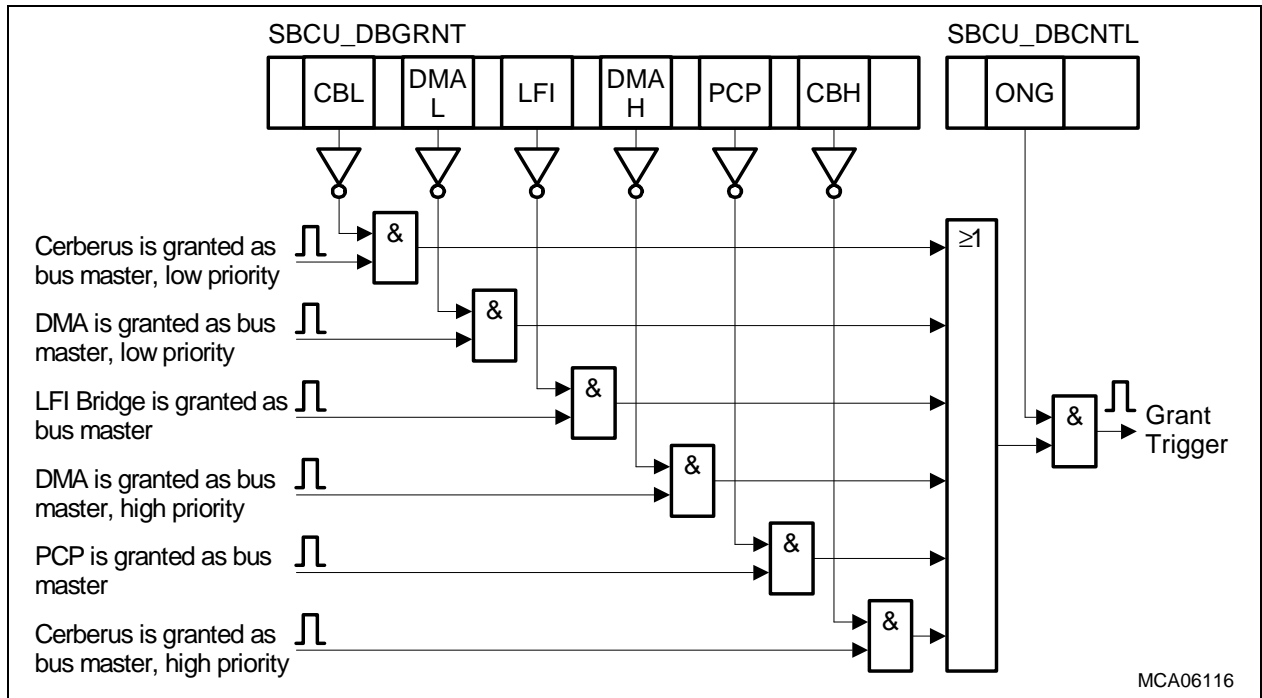 SBCU_DBGRNT
SBCU_DBCNTL
CBL
DMA
L
LFI
DMA
H
PCP
CBH
ONG
Cerberus is granted as
bus master, low priority
&
DMA is granted as bus
master, low priority
&
LFI Bridge is granted as
bus master
&
DMA is granted as bus
master, high priority
&
PCP is granted as bus
master
&
Cerberus is granted as
bus master, high priority
&
≥1
&
Grant
Trigger
MCA06116